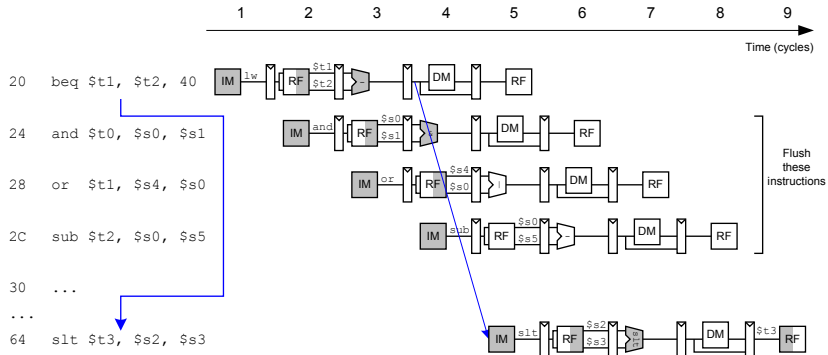 1 2 3 4 5 6 7 8 9
Time (cycles)
20 beq $t1, $t2, 40 IM lw RF $t1 $t2 - DM RF
24 and $t0, $s0, $s1 IM and RF $s0 $s1 & DM RF
28 or $t1, $s4, $s0 IM or RF $s4 $s0 | DM RF
2C sub $t2, $s0, $s5 IM sub RF $s0 $s5 - DM RF
Flush
these
instructions
30 ...
...
64 slt $t3, $s2, $s3 IM slt RF $s2 $s3 slt DM $t3 RF